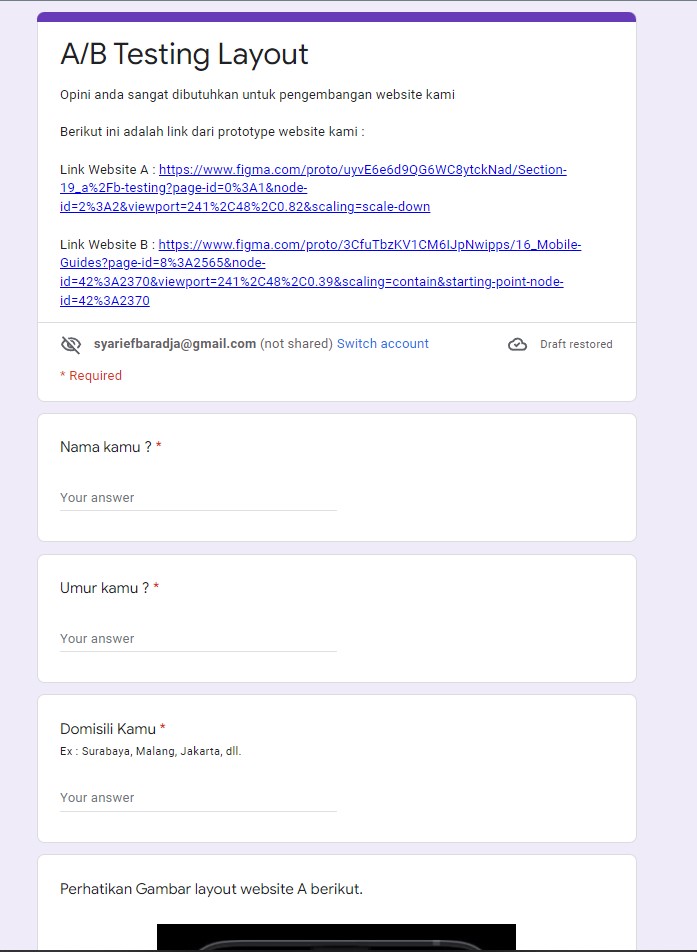 A/B Testing Layout
Opini anda sangat dibutuhkan untuk pengembangan website kami
Berikut ini adalah link dari prototype website kami :
Link Website A : https://www.figma.com/proto/uyvE6e6d9QG6WC8ytckNad/Section-
19_a%2Fb-testing?page-id=0%3A1&node-
id=2%3A2&viewport=241%2C48%2C0.82&scaling=scale-down
Link Website B : https://www.figma.com/proto/3CfuTbzKV1CM6IJpNwipps/16_Mobile-
Guides?page-id=8%3A2565&node-
id=42%3A2370&viewport=241%2C48%2C0.39&scaling=contain&starting-point-node-
id=42%3A2370
syariefbaradja@gmail.com (not shared) Switch account
Draft restored
* Required
Nama kamu ? *
Your answer
Umur kamu ? *
Your answer
Domisili Kamu *
Ex : Surabaya, Malang, Jakarta, dll.
Your answer
Perhatikan Gambar layout website A berikut.